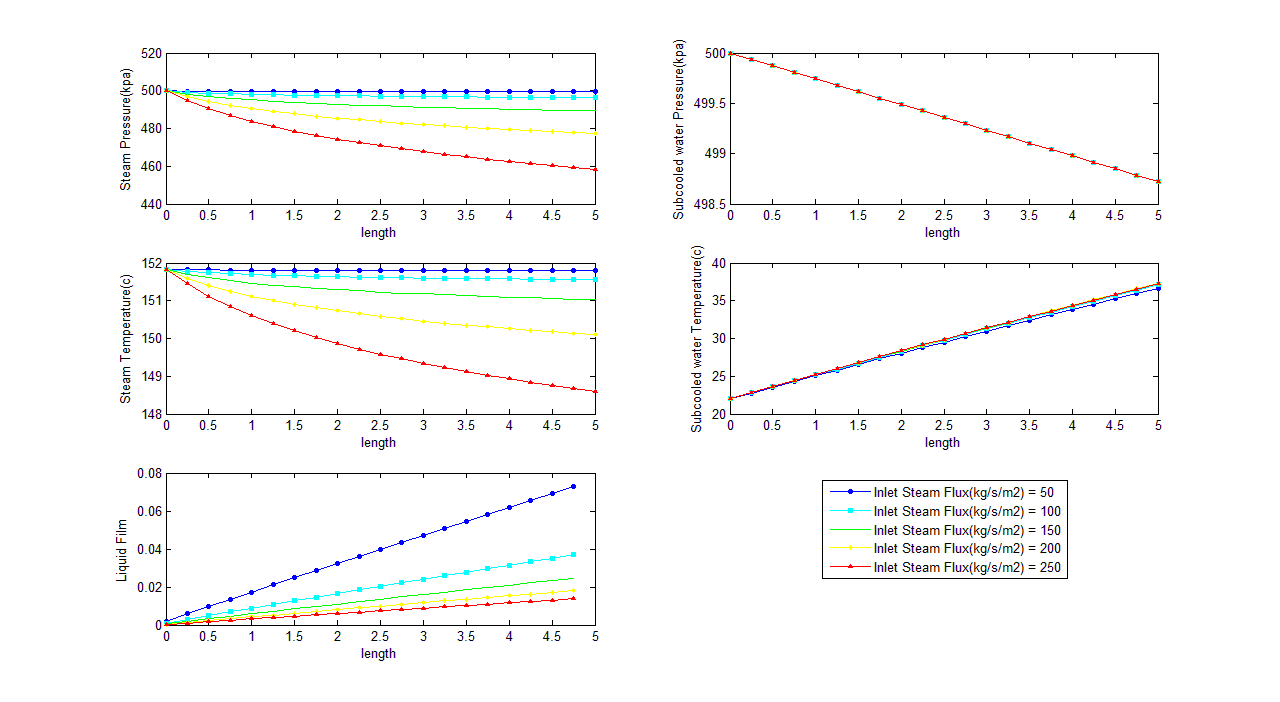 Steam Pressure(kpa)
520
500
480
460
440
0 0.5 1 1.5 2 2.5 3 3.5 4 4.5 5
length
Subcooled water Pressure(kpa)
500
499.5
499
498.5
0 0.5 1 1.5 2 2.5 3 3.5 4 4.5 5
length
Steam Temperature(c)
152
151
150
149
148
0 0.5 1 1.5 2 2.5 3 3.5 4 4.5 5
length
Subcooled water Temperature(c)
40
35
30
25
20
0 0.5 1 1.5 2 2.5 3 3.5 4 4.5 5
length
Liquid Film
0.08
0.06
0.04
0.02
0
0 0.5 1 1.5 2 2.5 3 3.5 4 4.5 5
length
Inlet Steam Flux(kg/s/m2) = 50
Inlet Steam Flux(kg/s/m2) = 100
Inlet Steam Flux(kg/s/m2) = 150
Inlet Steam Flux(kg/s/m2) = 200
Inlet Steam Flux(kg/s/m2) = 250